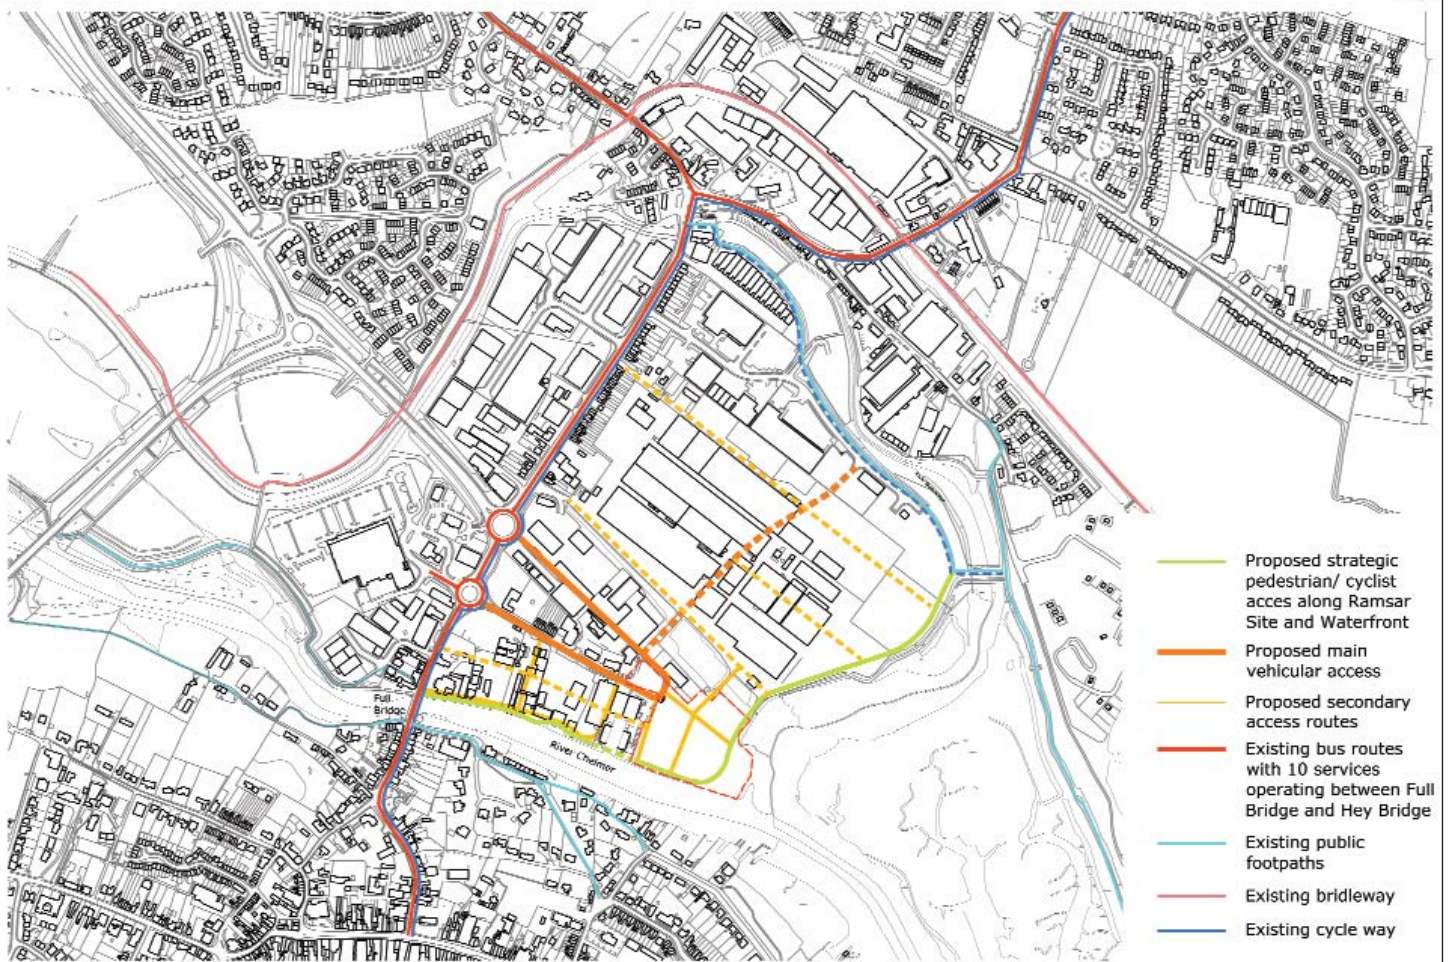 Full
Bridge
River Chelmer
Proposed strategic
pedestrian/ cyclist
acces along Ramsar
Site and Waterfront
Proposed main
vehicular access
Proposed secondary
access routes
Existing bus routes
with 10 services
operating between Full
Bridge and Hey Bridge
Existing public
footpaths
Existing bridleway
Existing cycle way